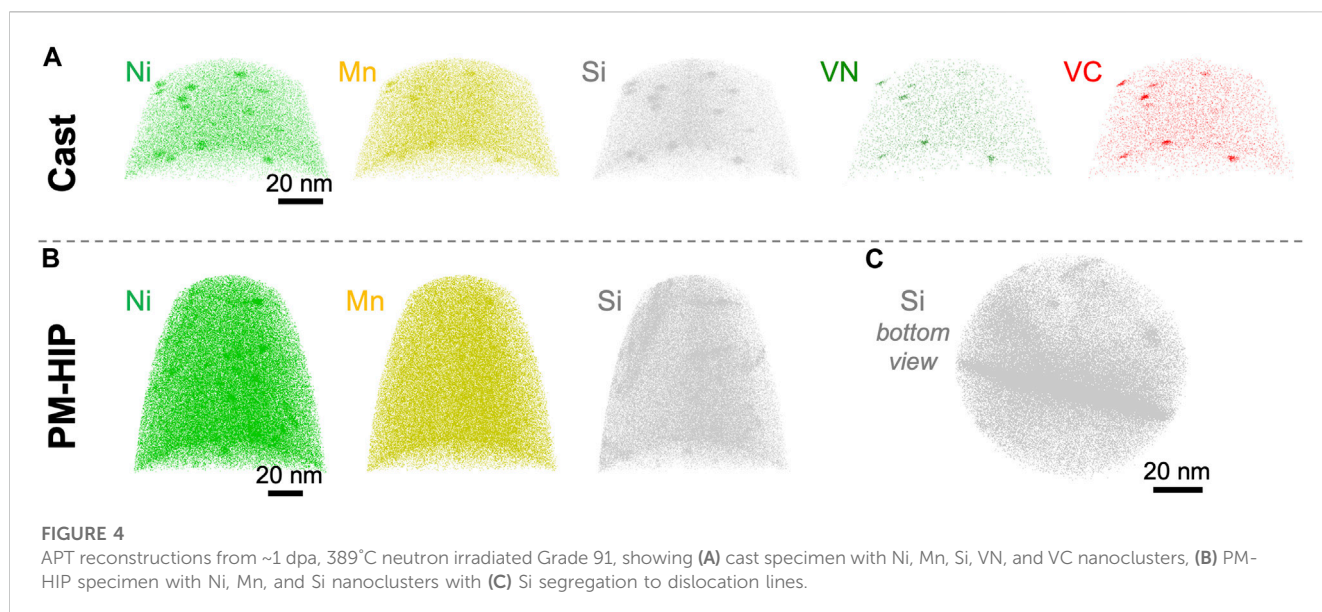 A
Cast
Ni
Mn
Si
VN
VC
20 nm
B
PM-HIP
Ni
Mn
Si
20 nm
C
Si
bottom
view
20 nm
FIGURE 4
APT reconstructions from ~1 dpa, 389°C neutron irradiated Grade 91, showing (A) cast specimen with Ni, Mn, Si, VN, and VC nanoclusters, (B) PM-
HIP specimen with Ni, Mn, and Si nanoclusters with (C) Si segregation to dislocation lines.